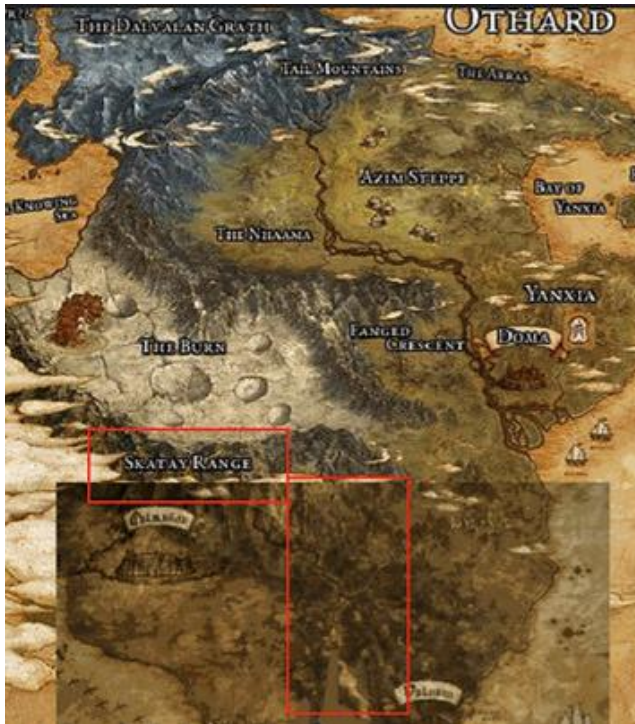 OTHARD
THE DALVALAN GRATH
TAIL MOUNTAINS
THE ABRAS
AZIM STEPPE
BAY OF
YANXIA
KNOWING
SEA
THE NHAAMA
YANXIA
THE BURN
FANGED
CRESCENT
DOMA
SKATAY RANGE